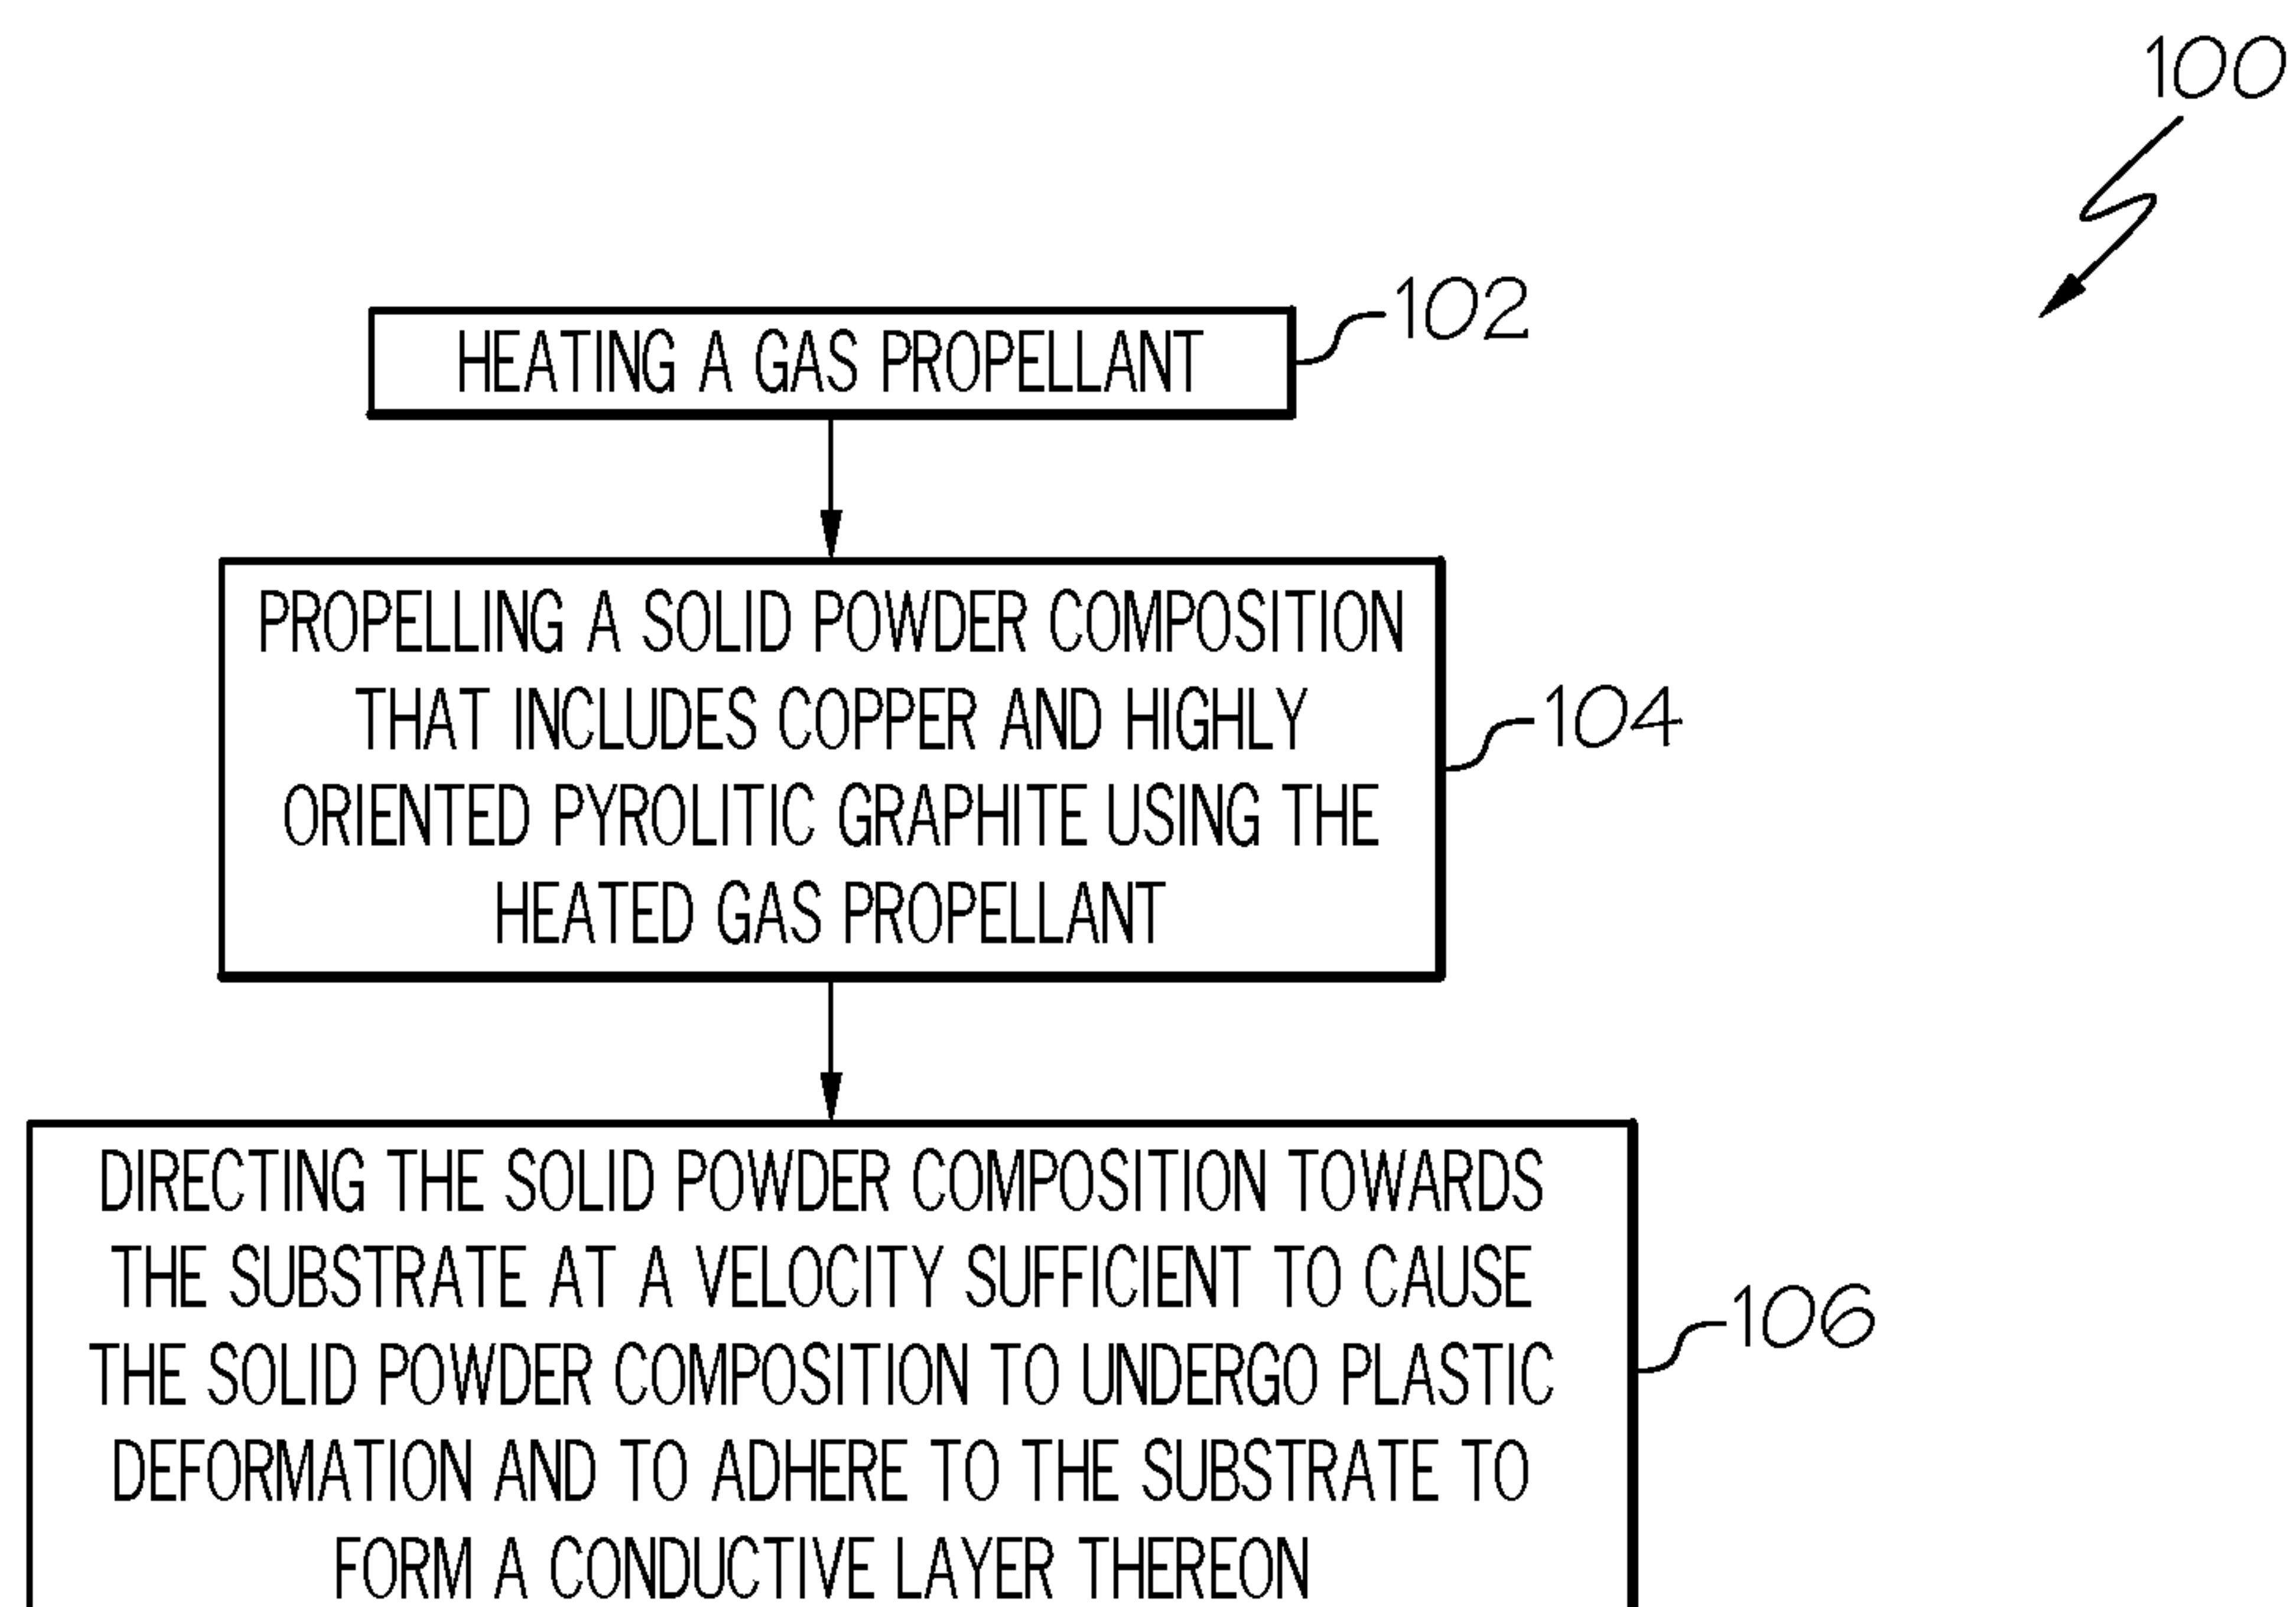 100
HEATING A GAS PROPELLANT
102
PROPELLING A SOLID POWDER COMPOSITION
THAT INCLUDES COPPER AND HIGHLY
ORIENTED PYROLITIC GRAPHITE USING THE
HEATED GAS PROPELLANT
104
DIRECTING THE SOLID POWDER COMPOSITION TOWARDS
THE SUBSTRATE AT A VELOCITY SUFFICIENT TO CAUSE
THE SOLID POWDER COMPOSITION TO UNDERGO PLASTIC
DEFORMATION AND TO ADHERE TO THE SUBSTRATE TO
FORM A CONDUCTIVE LAYER THEREON
106